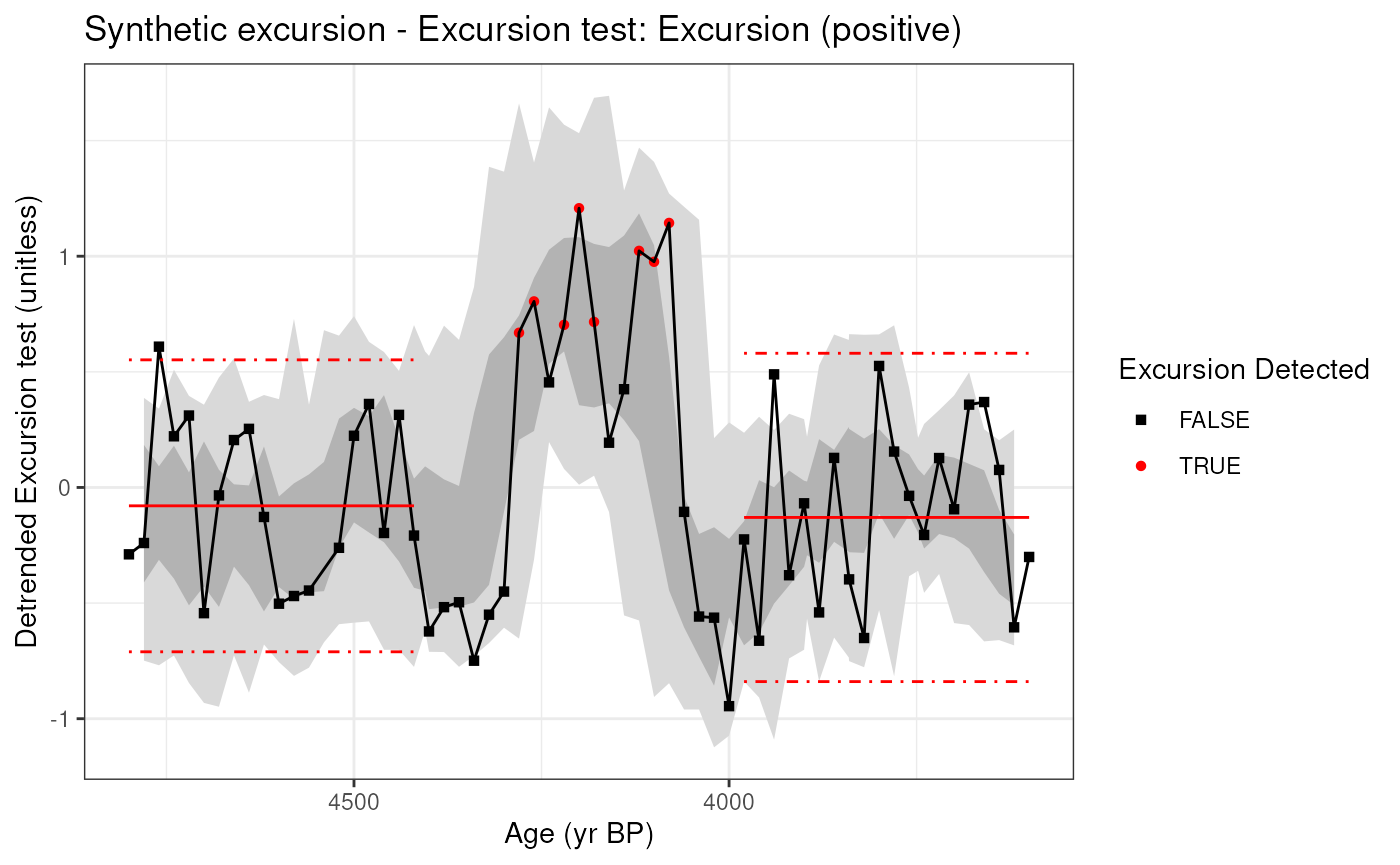 Synthetic excursion - Excursion test: Excursion (positive)
Detrended Excursion test (unitless)
1
0
-1
4500
4000
Age (yr BP)
Excursion Detected
FALSE
TRUE